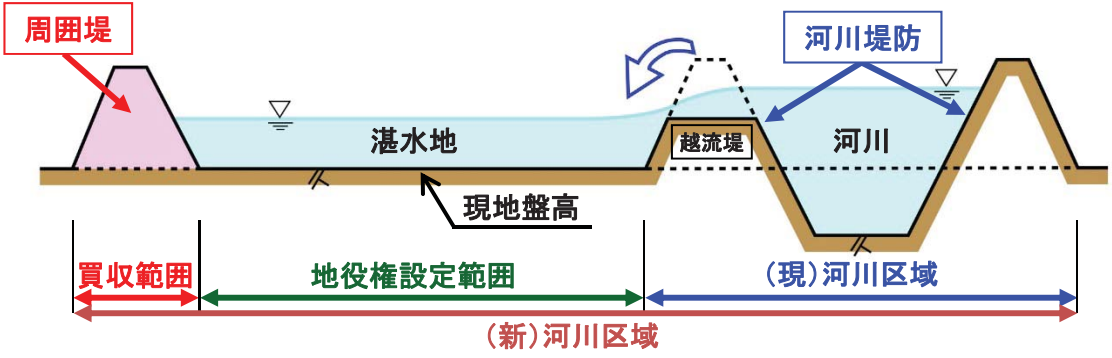 周囲堤
河川堤防
湛水地
越流堤
河川
現地盤高
買収範囲
地役権設定範囲
(現)河川区域
(新)河川区域